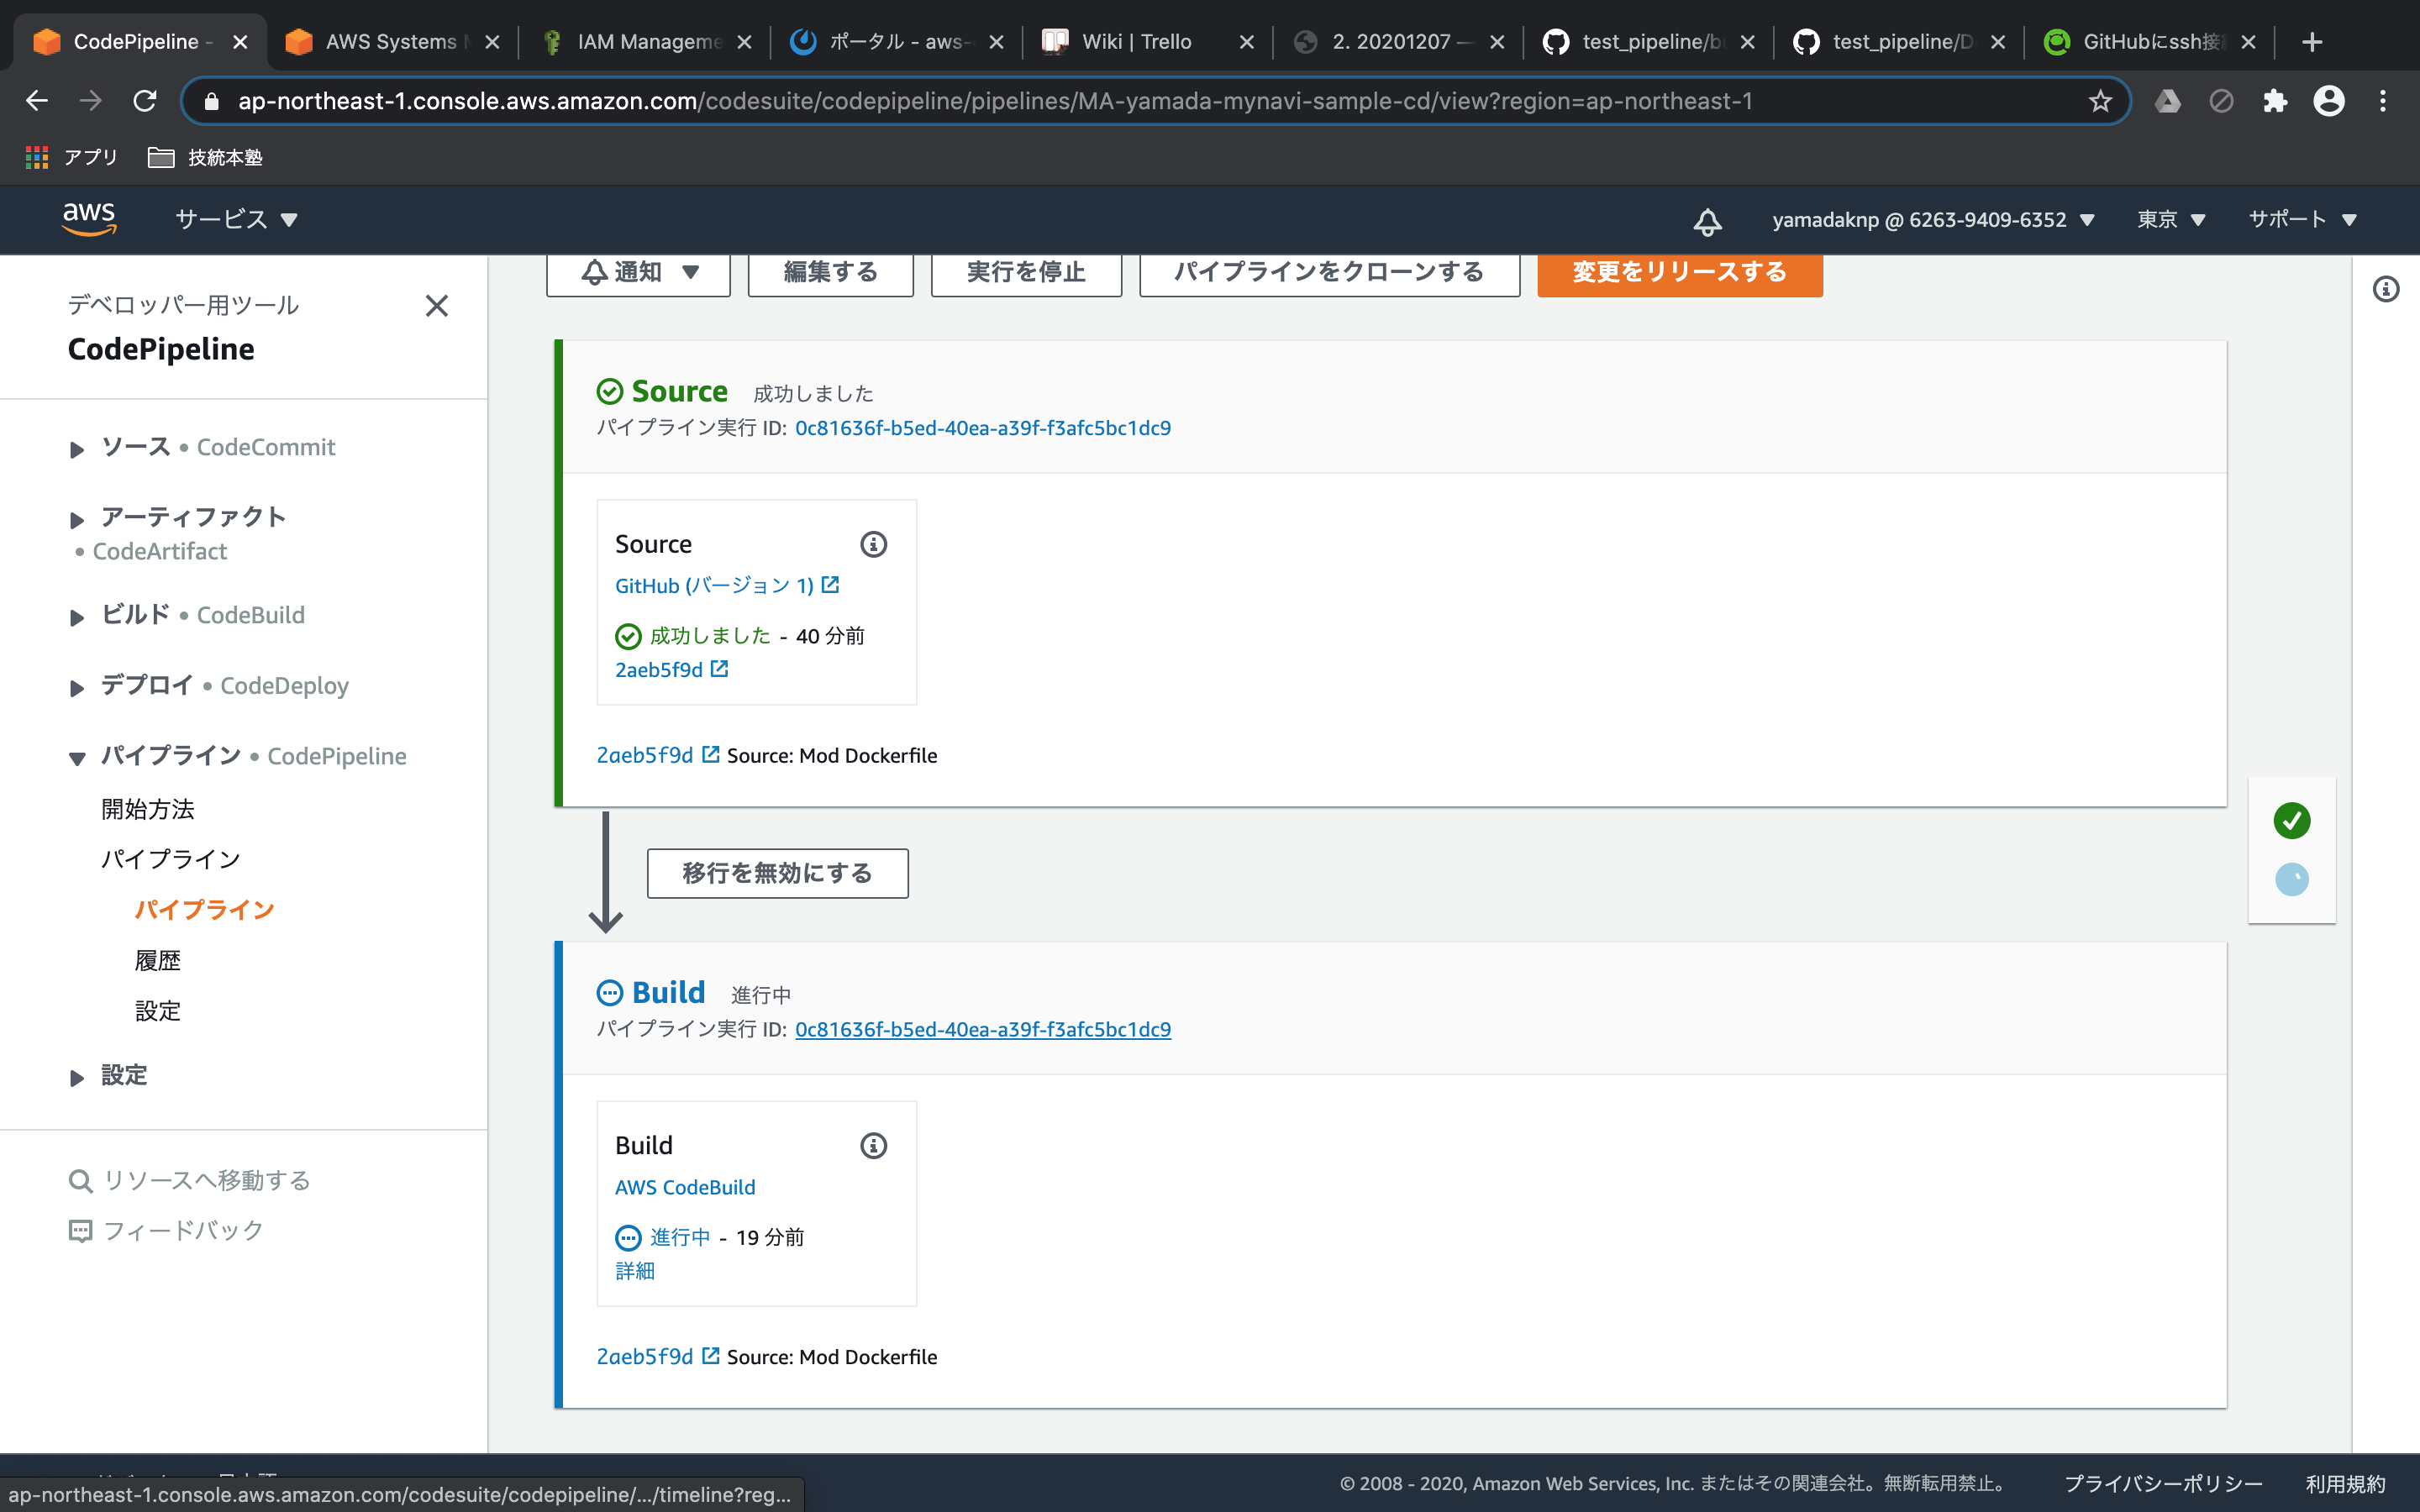 CodePipeline -
AWS Systems
IAM Manageme
ポータル - aws-
Wiki | Trello
2. 20201207 —
test_pipeline/b
test_pipeline/D
GitHubにssh接
ap-northeast-1.console.aws.amazon.com/codesuite/codepipeline/pipelines/MA-yamada-mynavi-sample-cd/view?region=ap-northeast-1
アプリ
技統本塾
aws
サービス
yamadaknp @ 6263-9409-6352
東京
サポート
デベロッパー用ツール
CodePipeline
ソース • CodeCommit
アーティファクト
• CodeArtifact
ビルド • CodeBuild
デプロイ • CodeDeploy
パイプライン • CodePipeline
開始方法
パイプライン
パイプライン
履歴
設定
設定
リソースへ移動する
フィードバック
通知
編集する
実行を停止
パイプラインをクローンする
変更をリリースする
Source 成功しました
パイプライン実行 ID: 0c81636f-b5ed-40ea-a39f-f3afc5bc1dc9
Source
GitHub (バージョン 1)
成功しました - 40 分前
2aeb5f9d
2aeb5f9d Source: Mod Dockerfile
移行を無効にする
Build 進行中
パイプライン実行 ID: 0c81636f-b5ed-40ea-a39f-f3afc5bc1dc9
Build
AWS CodeBuild
進行中 - 19 分前
詳細
2aeb5f9d Source: Mod Dockerfile
ap-northeast-1.console.aws.amazon.com/codesuite/codepipeline/.../timeline?reg...
© 2008 - 2020, Amazon Web Services, Inc. またはその関連会社。無断転用禁止。
プライバシーポリシー
利用規約